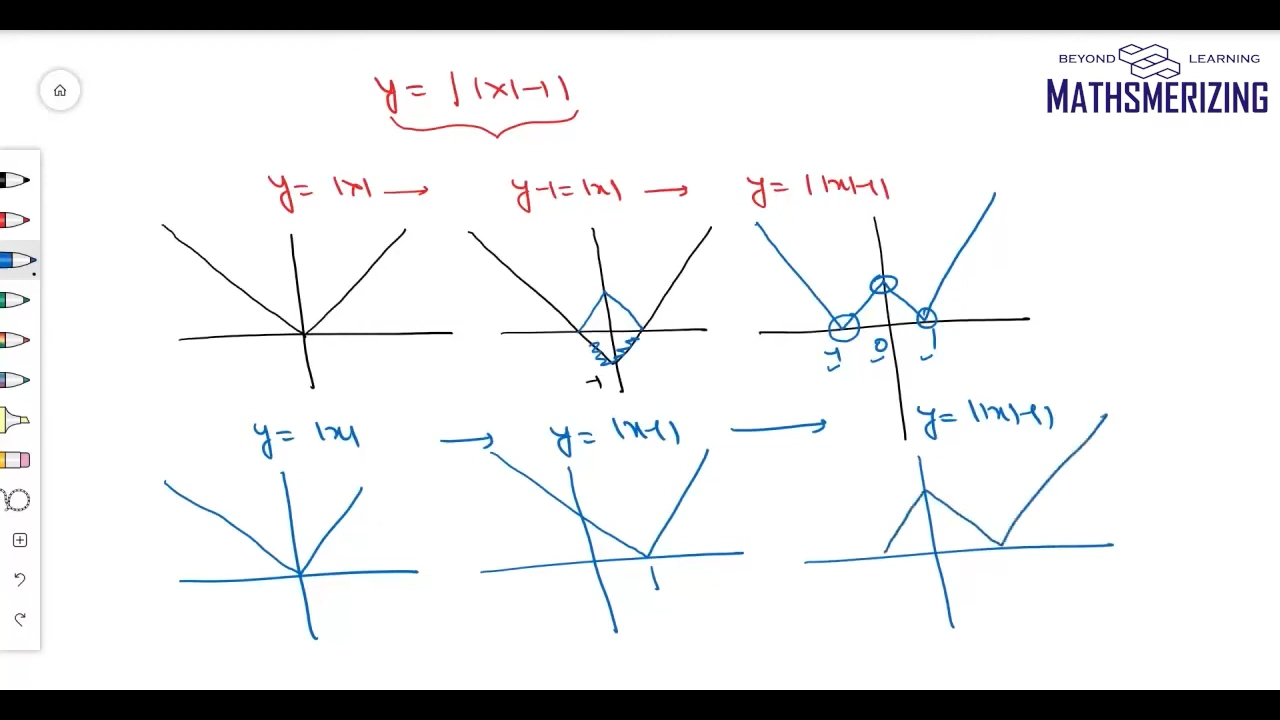 BEYOND LEARNING
MATHSMERIZING
y = ||x|-1|
y = |x| → y-1 = |x| → y = ||x|-1|
-1
-1 0 1
y = |x| → y = |x-1| → y = ||x|-1|
1